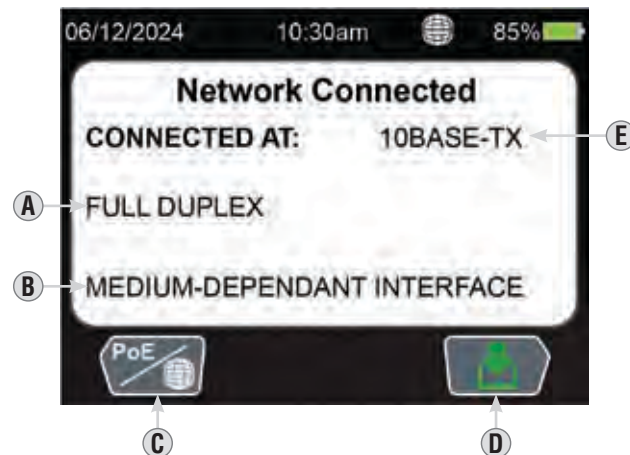 06/12/2024 10:30am 85%
Network Connected
CONNECTED AT: 10BASE-TX E
A FULL DUPLEX
B MEDIUM-DEPENDANT INTERFACE
PoE
C D